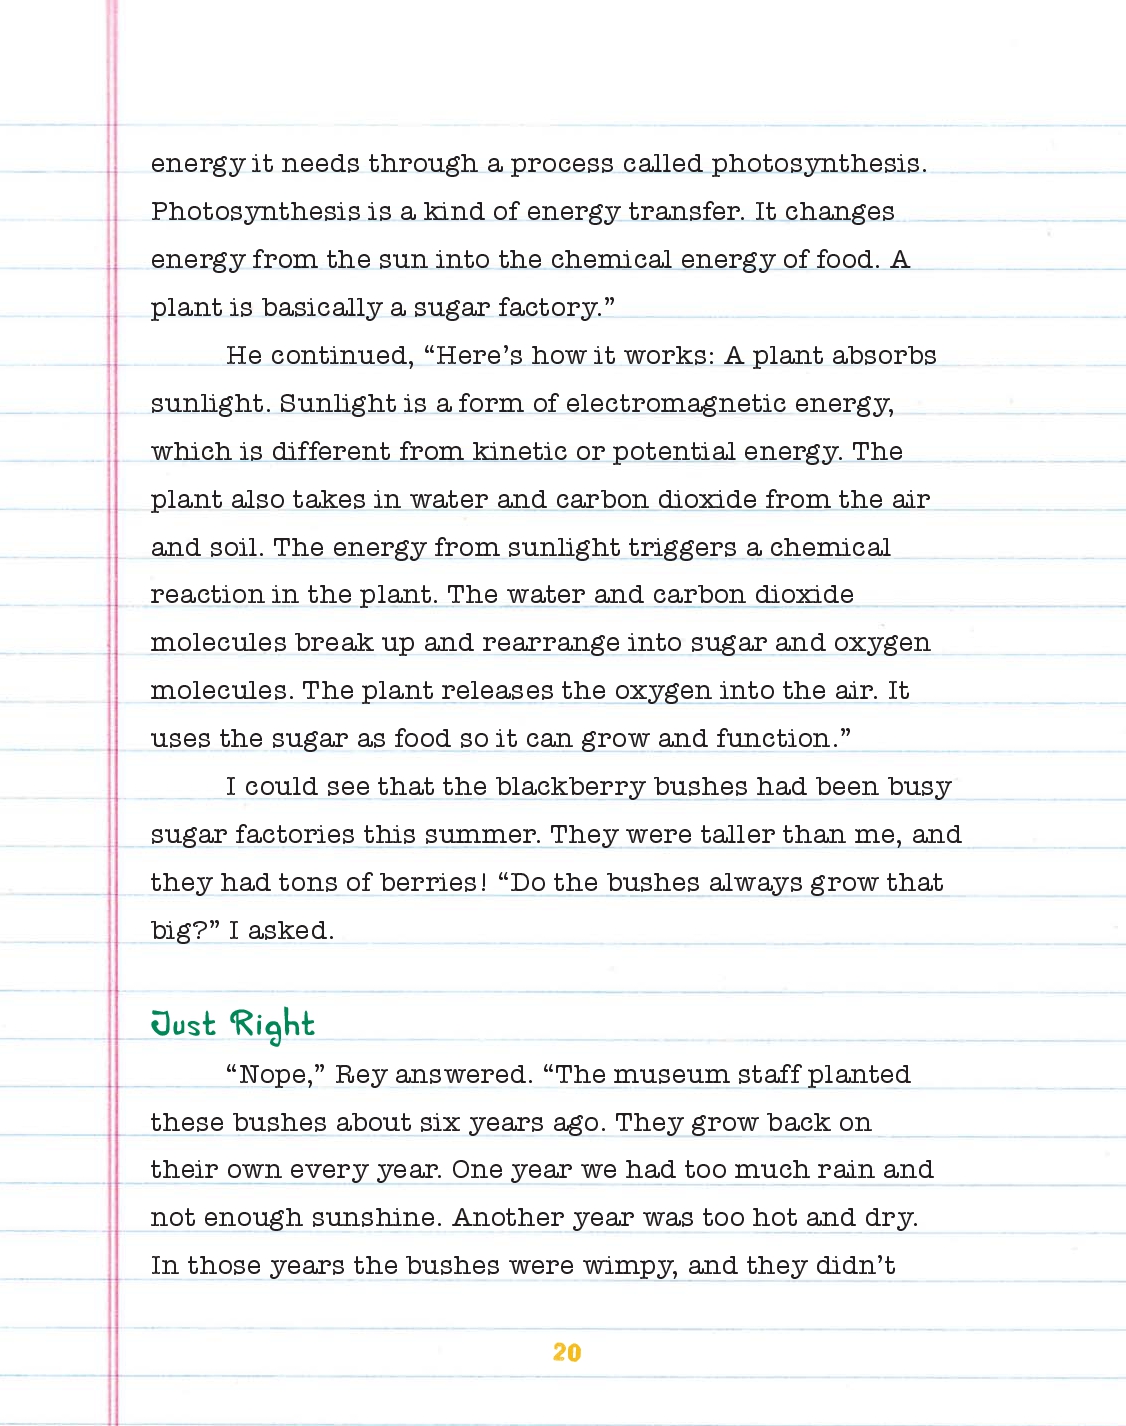 energy it needs through a process called photosynthesis.
Photosynthesis is a kind of energy transfer. It changes
energy from the sun into the chemical energy of food. A
plant is basically a sugar factory.”
He continued, “Here’s how it works: A plant absorbs
sunlight. Sunlight is a form of electromagnetic energy,
which is different from kinetic or potential energy. The
plant also takes in water and carbon dioxide from the air
and soil. The energy from sunlight triggers a chemical
reaction in the plant. The water and carbon dioxide
molecules break up and rearrange into sugar and oxygen
molecules. The plant releases the oxygen into the air. It
uses the sugar as food so it can grow and function.”
I could see that the blackberry bushes had been busy
sugar factories this summer. They were taller than me, and
they had tons of berries! “Do the bushes always grow that
big?” I asked.
Just Right
“Nope,” Rey answered. “The museum staff planted
these bushes about six years ago. They grow back on
their own every year. One year we had too much rain and
not enough sunshine. Another year was too hot and dry.
In those years the bushes were wimpy, and they didn’t
20